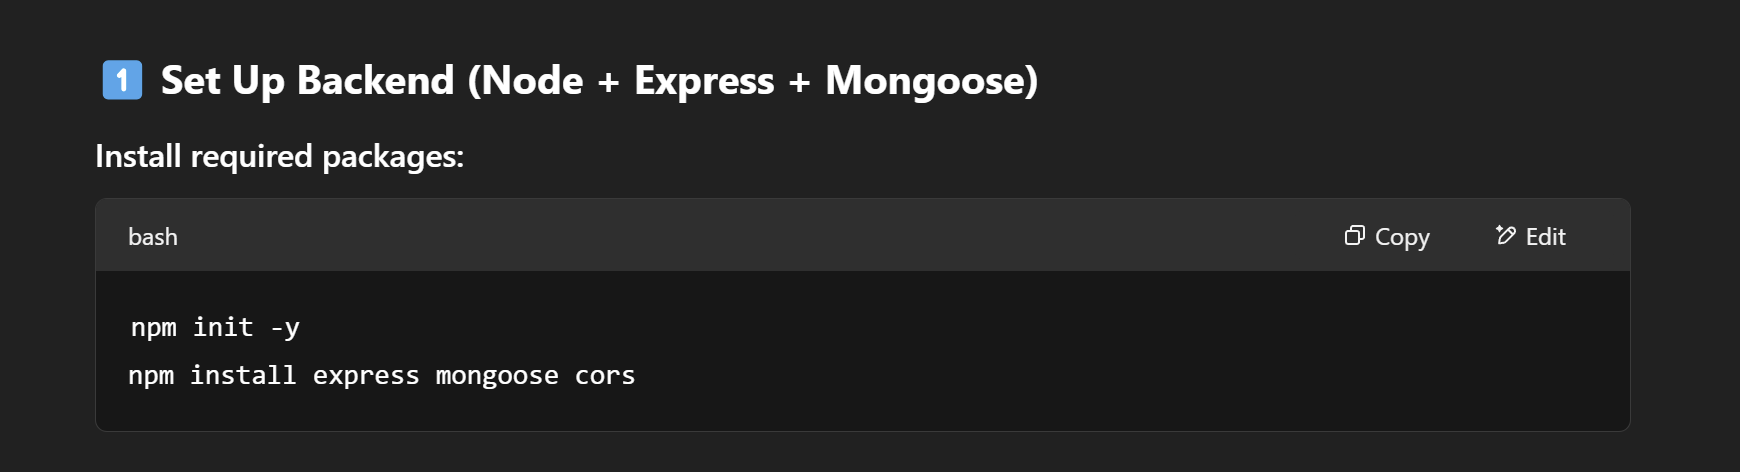 1️⃣ Set Up Backend (Node + Express + Mongoose)
Install required packages:
bash
Copy
Edit
npm init -y
npm install express mongoose cors